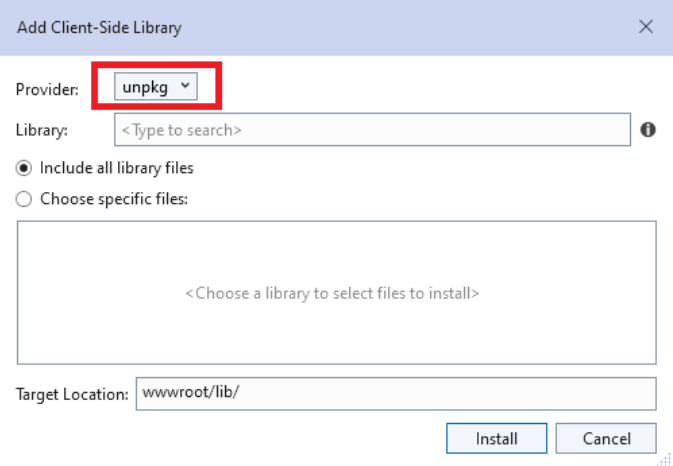 Add Client-Side Library
Provider: unpkg
Library: <Type to search>
Include all library files
Choose specific files:
<Choose a library to select files to install>
Target Location: wwwroot/lib/
Install Cancel